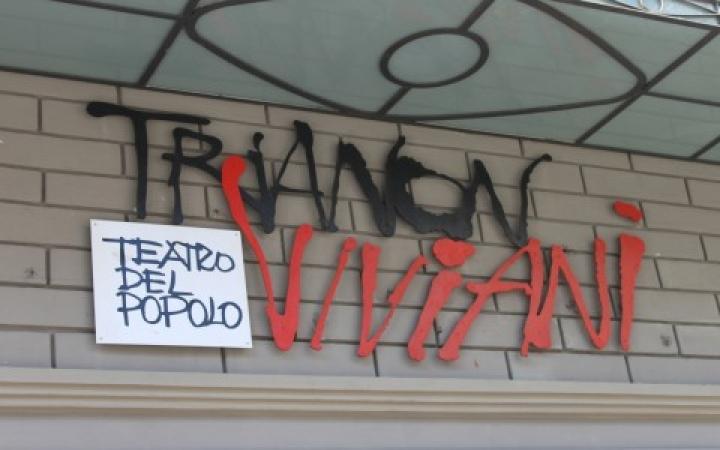 TRIANON
VIVIANI
TEATRO
DEL
POPOLO